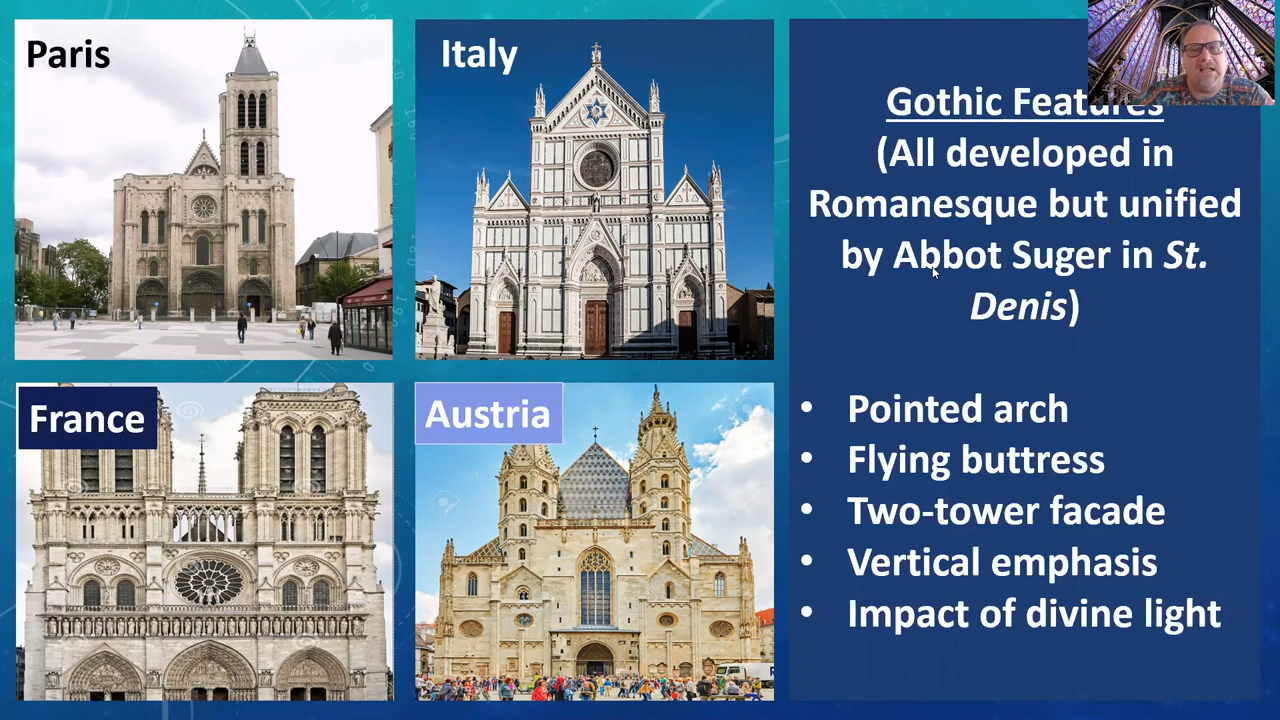 Paris
Italy
Gothic Features
(All developed in
Romanesque but unified
by Abbot Suger in St.
Denis)
France
Austria
• Pointed arch
• Flying buttress
• Two-tower facade
• Vertical emphasis
• Impact of divine light